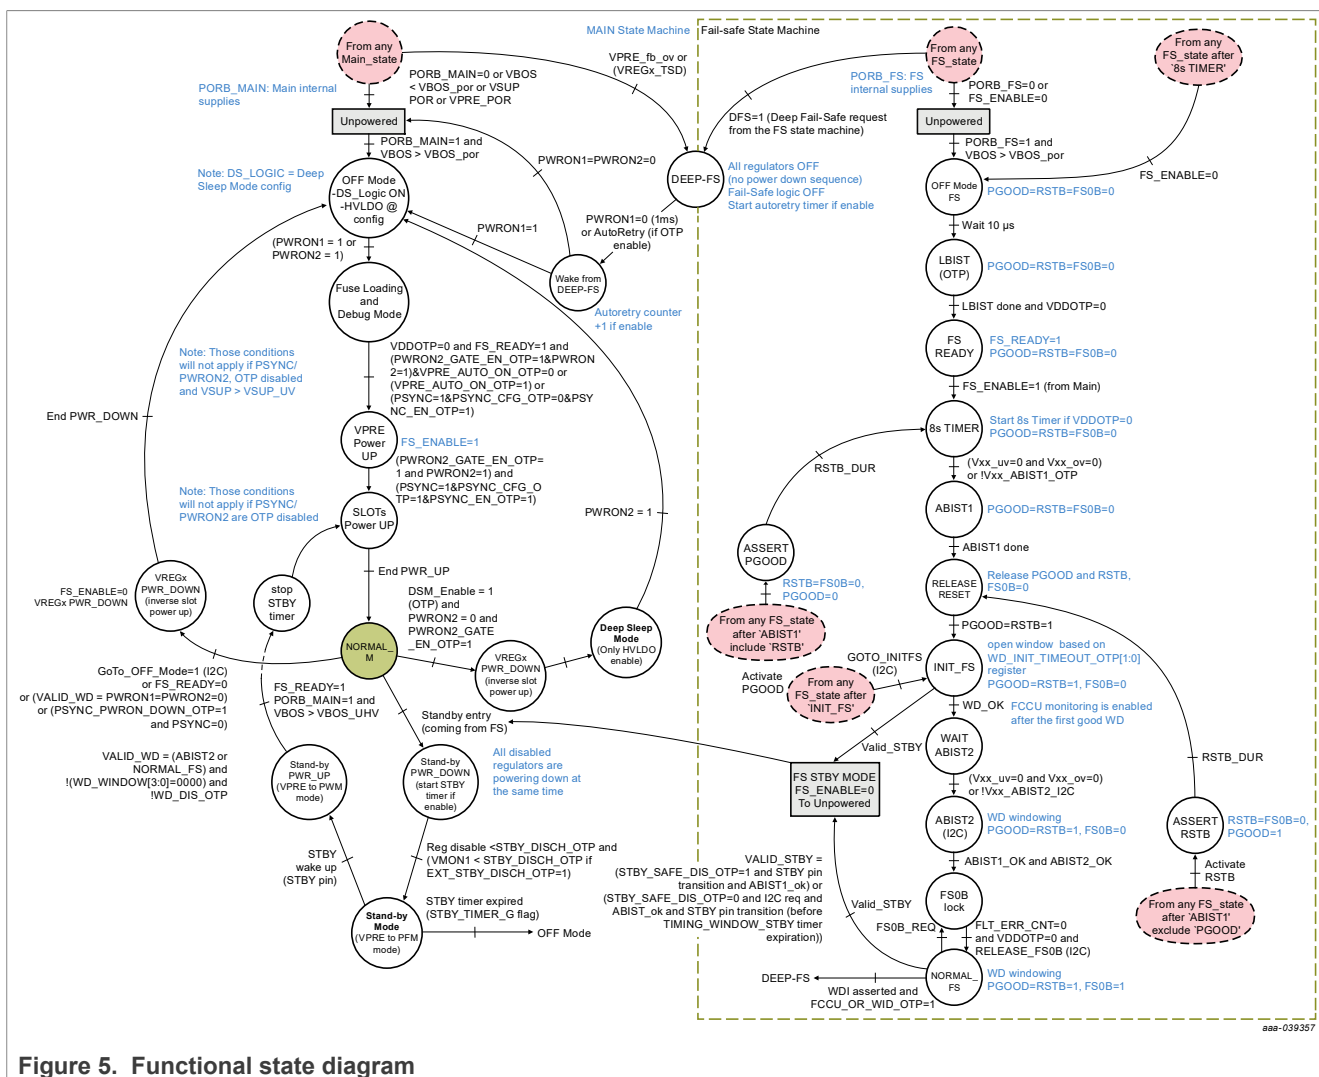 MAIN State Machine
Fail-safe State Machine
From any
Main_state
VPRE_fb_ov or
(VREGx_TSD)
PORB_MAIN=0 or VBOS
< VBOS_por or VSUP
POR or VPRE_POR
PORB_MAIN: Main internal
supplies
Unpowered
PORB_MAIN=1 and
VBOS > VBOS_por
PWRON1=PWRON2=0
Note: DS_LOGIC = Deep
Sleep Mode config
OFF Mode
-DS_Logic ON
-HVLDO @
config
PWRON1=1
PWRON1=0 (1ms)
or AutoRetry (if OTP
enable)
(PWRON1 = 1 or
PWRON2 = 1)
Wake from
DEEP-FS
Autoretry counter
+1 if enable
Fuse Loading
and
Debug Mode
Note: Those conditions
will not apply if PSYNC/
PWRON2, OTP disabled
and VSUP > VSUP_UV
VDDOTP=0 and FS_READY=1 and
(PWRON2_GATE_EN_OTP=1&PWRON
2=1)&VPRE_AUTO_ON_OTP=0 or
(VPRE_AUTO_ON_OTP=1) or
(PSYNC=1&PSYNC_CFG_OTP=0&PSY
NC_EN_OTP=1)
End PWR_DOWN
VPRE
Power
UP
FS_ENABLE=1
(PWRON2_GATE_EN_OTP=
1 and PWRON2=1) and
(PSYNC=1&PSYNC_CFG_O
TP=1&PSYNC_EN_OTP=1)
Note: Those conditions
will not apply if PSYNC/
PWRON2 are OTP disabled
SLOTs
Power UP
PWRON2 = 1
End PWR_UP
FS_ENABLE=0
VREGx PWR_DOWN
VREGx
PWR_DOWN
(inverse slot
power up)
stop
STBY
timer
DSM_Enable = 1
(OTP) and
PWRON2 = 0 and
PWRON2_GATE
_EN_OTP=1
NORMAL_
M
VREGx
PWR_DOWN
(inverse slot
power up)
Deep Sleep
Mode
(Only HVLDO
enable)
GoTo_OFF_Mode=1 (I2C)
or FS_READY=0
or (VALID_WD = PWRON1=PWRON2=0)
or (PSYNC_PWRON_DOWN_OTP=1
and PSYNC=0)
FS_READY=1
PORB_MAIN=1 and
VBOS > VBOS_UHV
Standby entry
(coming from FS)
VALID_WD = (ABIST2 or
NORMAL_FS) and
!(WD_WINDOW[3:0]=0000) and
!WD_DIS_OTP
Stand-by
PWR_UP
(VPRE to PWM
mode)
Stand-by
PWR_DOWN
(start STBY
timer if
enable)
All disabled
regulators are
powering down at
the same time
STBY
wake up
(STBY pin)
Reg disable <STBY_DISCH_OTP and
(VMON1 < STBY_DISCH_OTP if
EXT_STBY_DISCH_OTP=1)
Stand-by
Mode
(VPRE to PFM
mode)
STBY timer expired
(STBY_TIMER_G flag)
OFF Mode
From any
FS_state
From any
FS_state after
'8s TIMER'
PORB_FS: FS
internal supplies
PORB_FS=0 or
FS_ENABLE=0
DFS=1 (Deep Fail-Safe request
from the FS state machine)
Unpowered
PORB_FS=1 and
VBOS > VBOS_por
DEEP-FS
All regulators OFF
(no power down sequence)
Fail-Safe logic OFF
Start autoretry timer if enable
FS_ENABLE=0
OFF Mode
FS
PGOOD=RSTB=FS0B=0
Wait 10 µs
LBIST
(OTP)
PGOOD=RSTB=FS0B=0
LBIST done and VDDOTP=0
FS
READY
FS_READY=1
PGOOD=RSTB=FS0B=0
FS_ENABLE=1 (from Main)
8s TIMER
Start 8s Timer if VDDOTP=0
PGOOD=RSTB=FS0B=0
RSTB_DUR
(Vxx_uv=0 and Vxx_ov=0)
or !Vxx_ABIST1_OTP
ABIST1
PGOOD=RSTB=FS0B=0
ASSERT
PGOOD
ABIST1 done
RSTB=FS0B=0,
PGOOD=0
RELEASE
RESET
Release PGOOD and RSTB,
FS0B=0
From any FS_state
after 'ABIST1'
include 'RSTB'
PGOOD=RSTB=1
Activate
PGOOD
GOTO_INITFS
(I2C)
INIT_FS
open window  based on
WD_INIT_TIMEOUT_OTP[1:0]
register
PGOOD=RSTB=1, FS0B=0
From any
FS_state after
'INIT_FS'
WD_OK
FCCU monitoring is enabled
after the first good WD
Valid_STBY
WAIT
ABIST2
RSTB_DUR
FS STBY MODE
FS_ENABLE=0
To Unpowered
(Vxx_uv=0 and Vxx_ov=0)
or !Vxx_ABIST2_I2C
ABIST2
(I2C)
WD windowing
PGOOD=RSTB=1, FS0B=0
ASSERT
RSTB
RSTB=FS0B=0,
PGOOD=1
VALID_STBY =
(STBY_SAFE_DIS_OTP=1 and STBY pin
transition and ABIST1_ok) or
(STBY_SAFE_DIS_OTP=0 and I2C req and
ABIST_ok and STBY pin transition (before
TIMING_WINDOW_STBY timer
expiration))
ABIST1_OK and ABIST2_OK
Activate
RSTB
FS0B
lock
Valid_STBY
FS0B_REQ
FLT_ERR_CNT=0
and VDDOTP=0 and
RELEASE_FS0B (I2C)
From any FS_state
after 'ABIST1'
exclude 'PGOOD'
DEEP-FS
WDI asserted and
FCCU_OR_WID_OTP=1
NORMAL_
FS
WD windowing
PGOOD=RSTB=1, FS0B=1
aaa-039357
Figure 5.  Functional state diagram